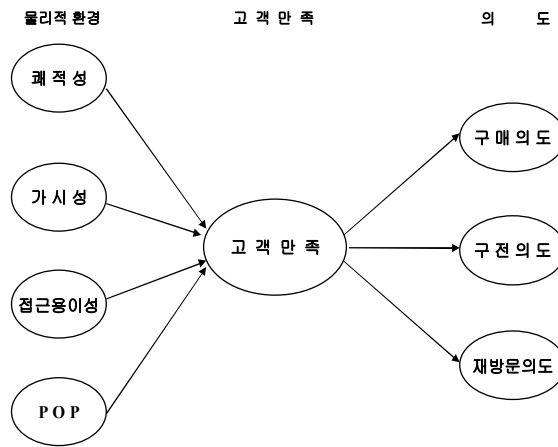 물리적 환경
고 객 만 족
의 도
쾌 적 성
가 시 성
접근용이성
P O P
고 객 만 족
구 매 의 도
구 전 의 도
재방문의도